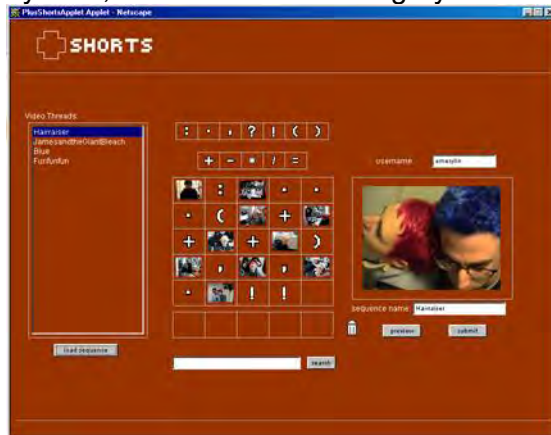 PlusShortsApplet Applet - Netscape
SHORTS
Video Threads:
Hairraiser
JamesandtheGiantBleach
Blue
Funfunfun
load sequence
: · , ? ! ( )
+ - * / =
: · ·
· ( +
+ + )
, ,
· ! !
search
username
sequence name: Hairraiser
preview submit